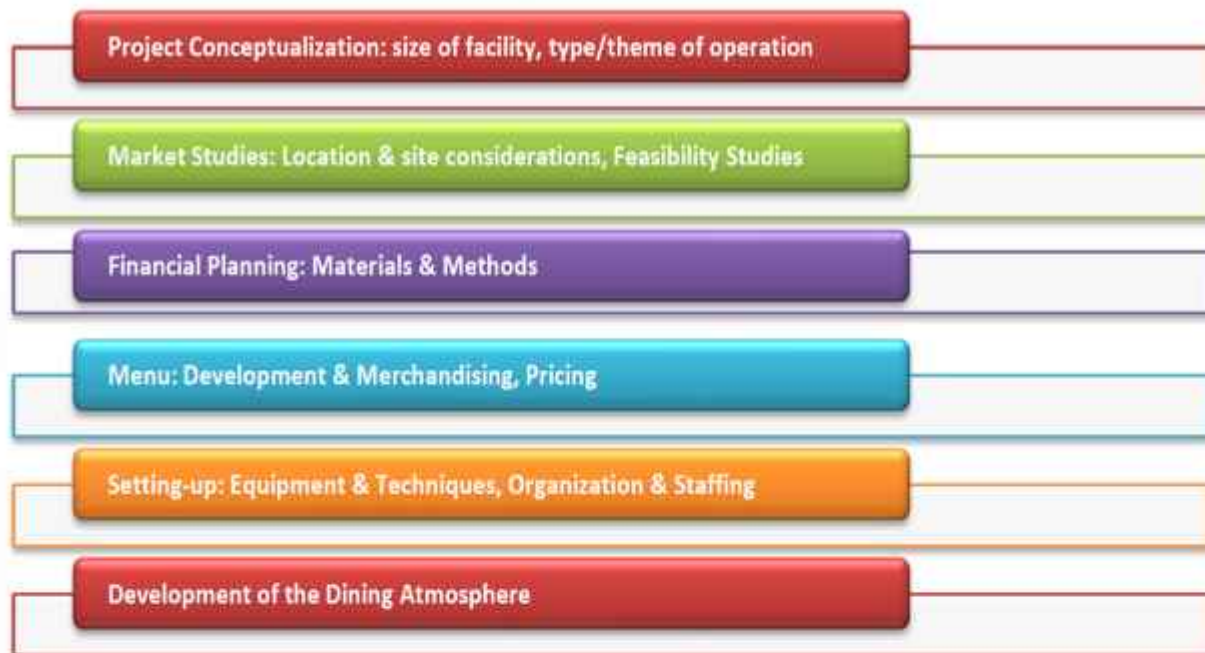 Project Conceptualization: size of facility, type/theme of operation
Market Studies: Location & site considerations, Feasibility Studies
Financial Planning: Materials & Methods
Menu: Development & Merchandising, Pricing
Setting-up: Equipment & Techniques, Organization & Staffing
Development of the Dining Atmosphere